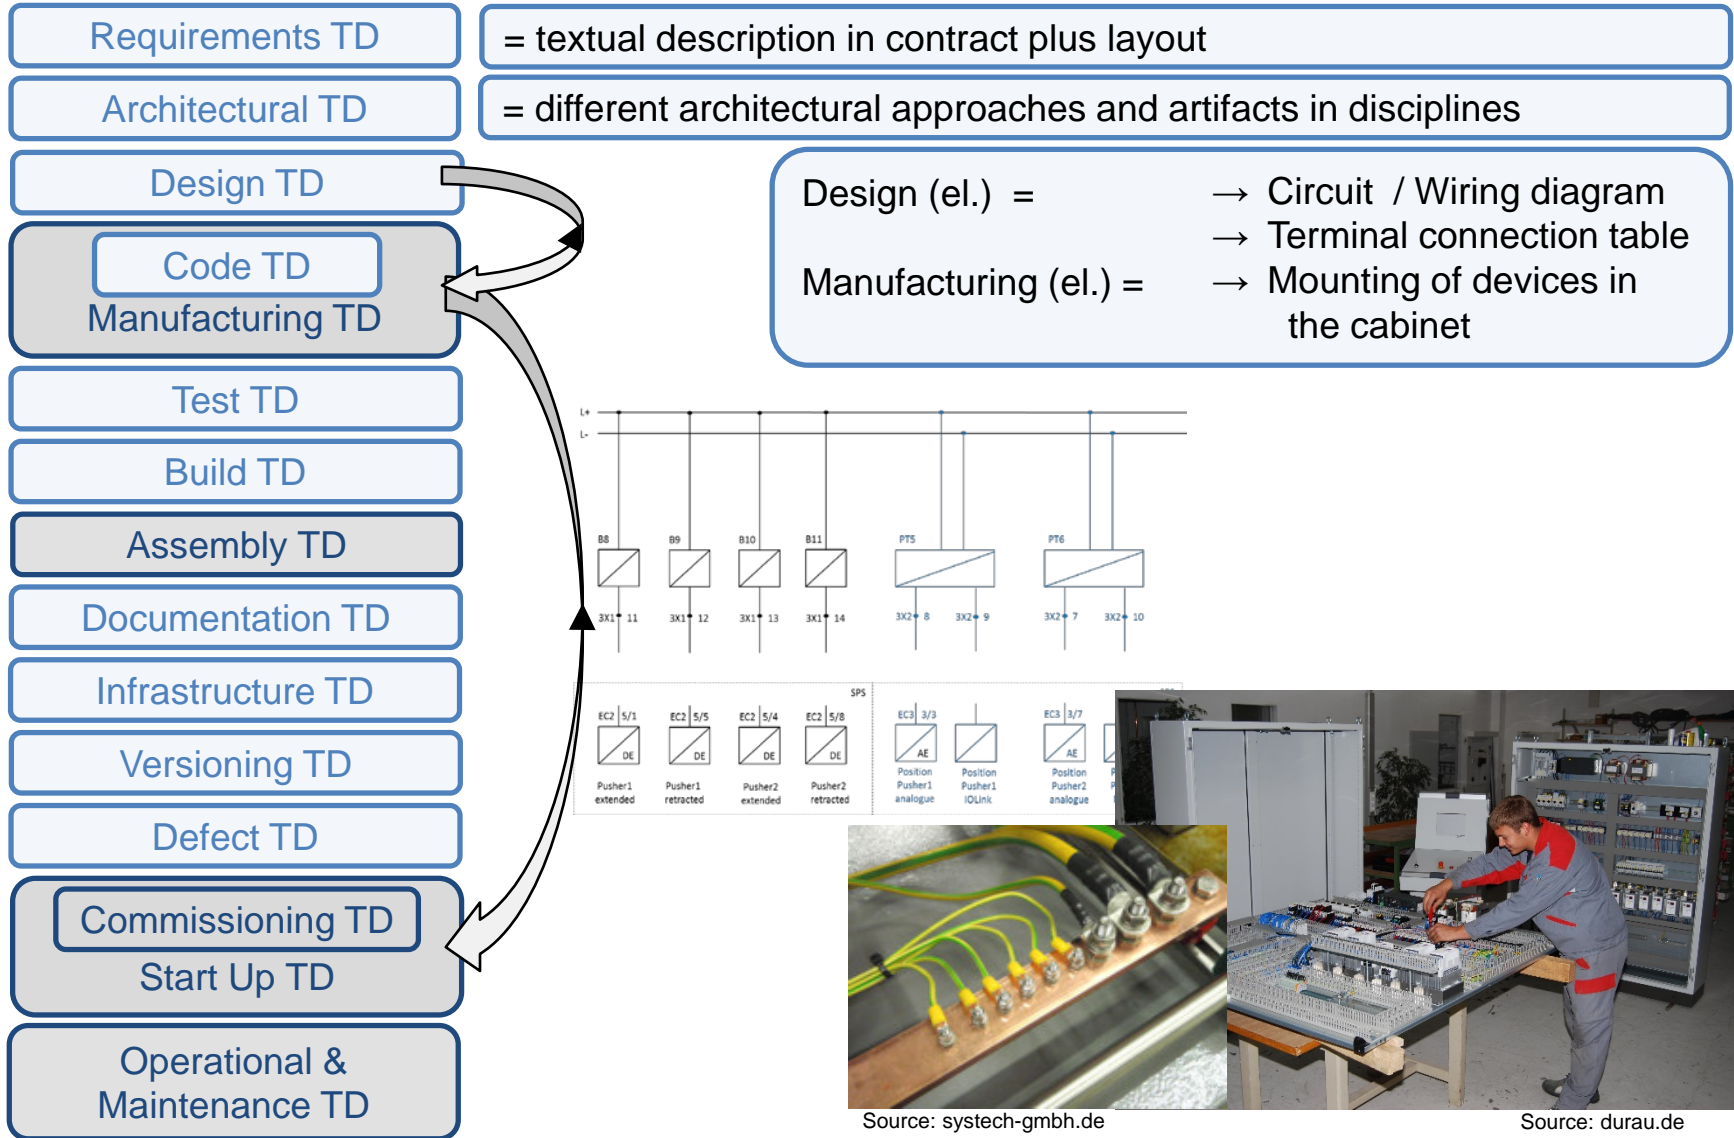 Requirements TD
= textual description in contract plus layout
Architectural TD
= different architectural approaches and artifacts in disciplines
Design TD
Code TD
Manufacturing TD
Test TD
Build TD
Assembly TD
Documentation TD
Infrastructure TD
Versioning TD
Defect TD
Commissioning TD
Start Up TD
Operational &
Maintenance TD
Design (el.) = → Circuit / Wiring diagram
→ Terminal connection table
Manufacturing (el.) = → Mounting of devices in
the cabinet
L+
L-
B8 B9 B10 B11 PT5 PT6
3X1 11 3X1 12 3X1 13 3X1 14 3X2 8 3X2 9 3X2 7 3X2 10
SPS
EC2 5/1 EC2 5/5 EC2 5/4 EC2 5/8 EC3 3/3 EC3 3/7
DE DE DE DE AE AE
Pusher1
extended
Pusher1
retracted
Pusher2
extended
Pusher2
retracted
Position
Pusher1
analogue
Position
Pusher1
IOLink
Position
Pusher2
analogue
Source: systech-gmbh.de
Source: durau.de